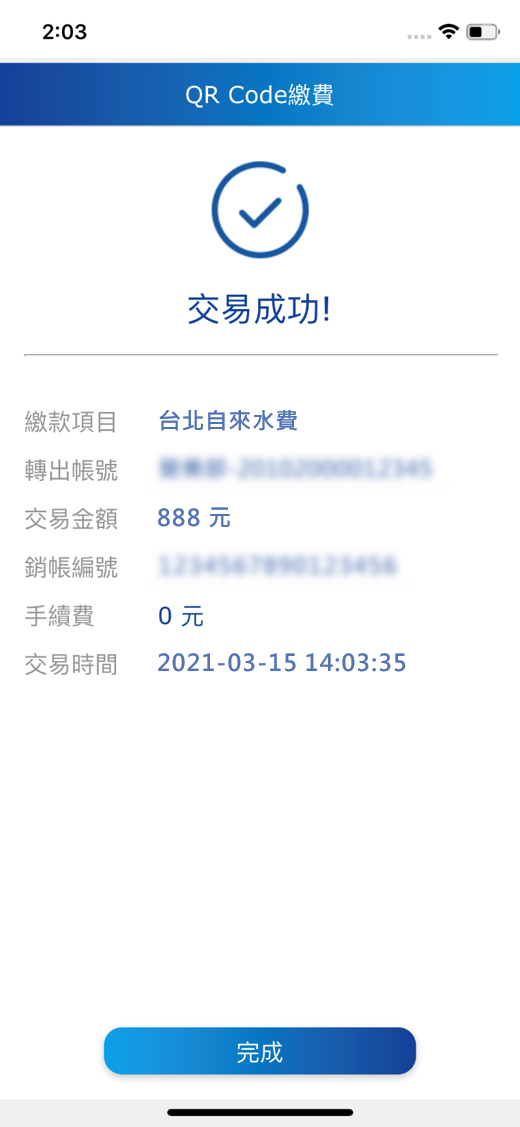 2:03
QR Code繳費
交易成功!
繳款項目 台北自來水費
轉出帳號
交易金額 888 元
銷帳編號
手續費 0 元
交易時間 2021-03-15 14:03:35
完成